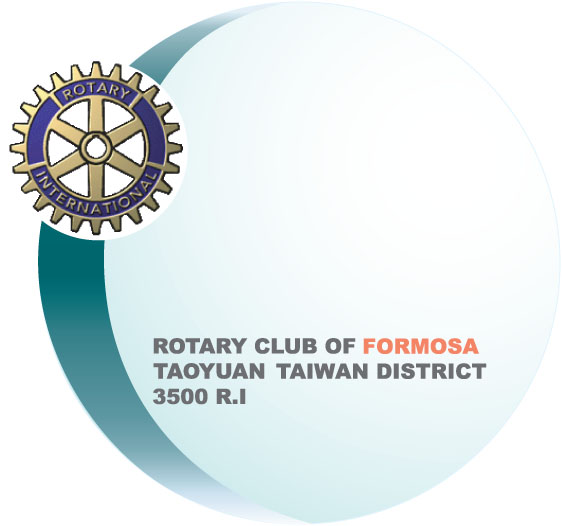 ROTARY
INTERNATIONAL
ROTARY CLUB OF FORMOSA
TAOYUAN TAIWAN DISTRICT
3500 R.I